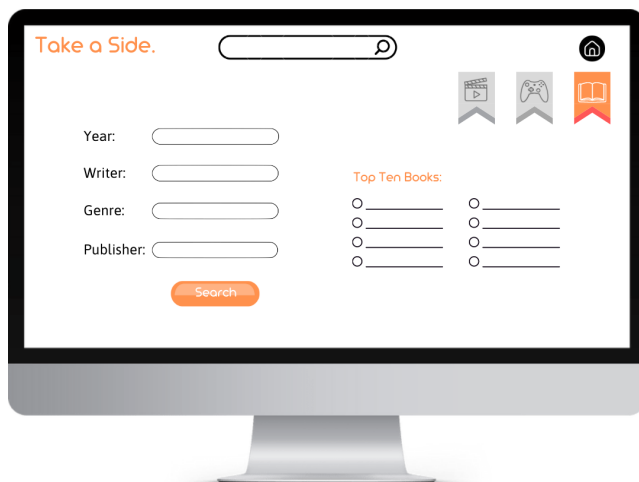 Take a Side.
Year:
Writer:
Genre:
Publisher:
Search
Top Ten Books: